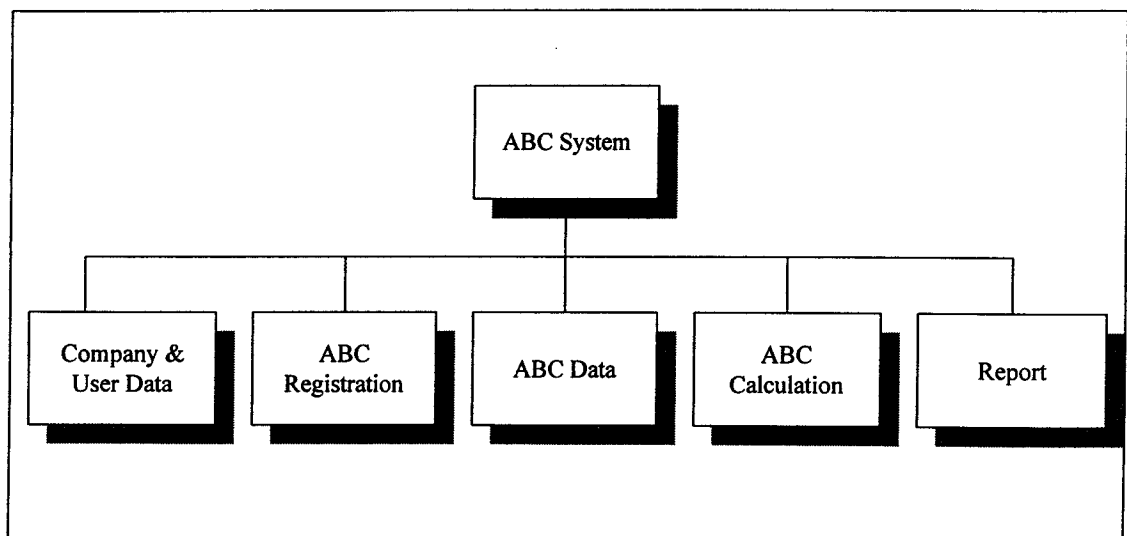 ABC System
Company &
User Data
ABC
Registration
ABC Data
ABC
Calculation
Report